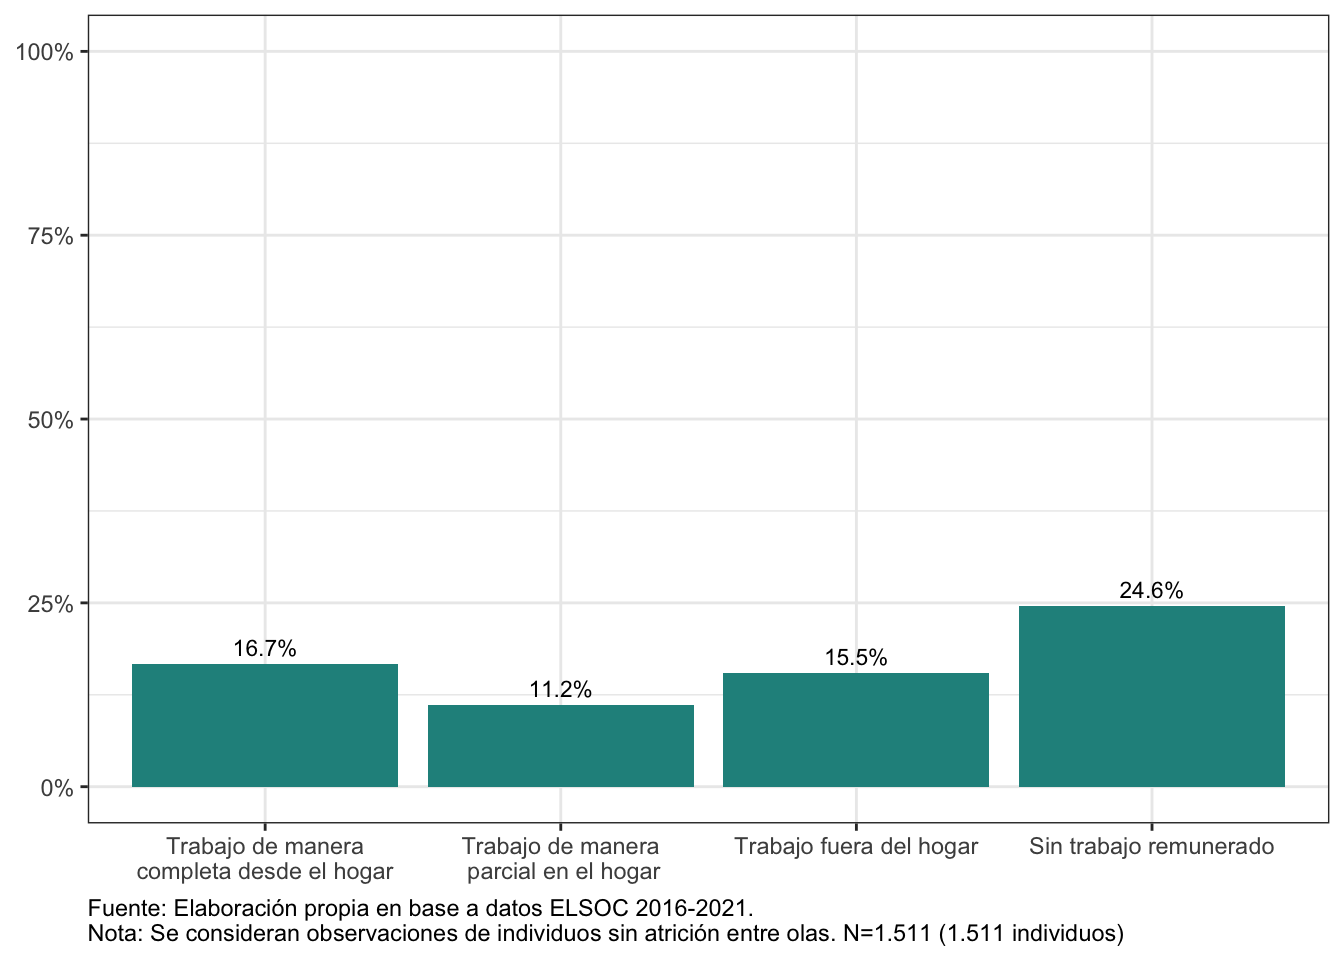 100%
75%
50%
25%
0%
16.7%
11.2%
15.5%
24.6%
Trabajo de manera
completa desde el hogar
Trabajo de manera
parcial en el hogar
Trabajo fuera del hogar
Sin trabajo remunerado
Fuente: Elaboración propia en base a datos ELSOC 2016-2021.
Nota: Se consideran observaciones de individuos sin atrición entre olas. N=1.511 (1.511 individuos)